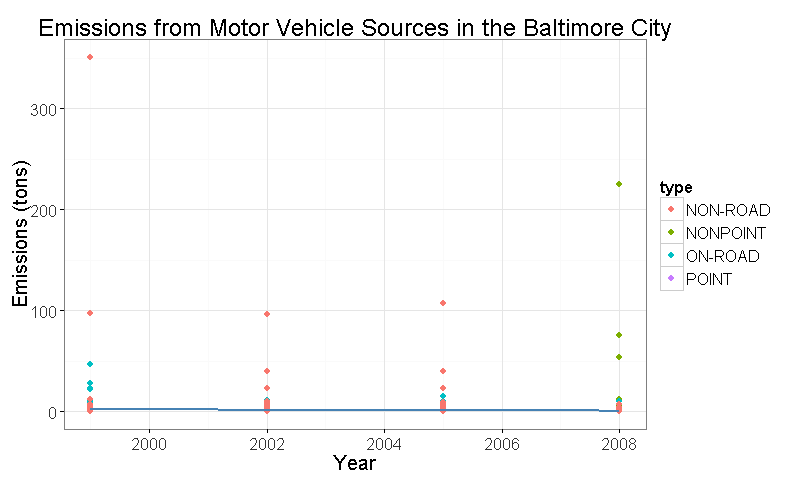 Emissions from Motor Vehicle Sources in the Baltimore City
Emissions (tons)
300
200
100
0
2000 2002 2004 2006 2008
Year
type
NON-ROAD
NONPOINT
ON-ROAD
POINT